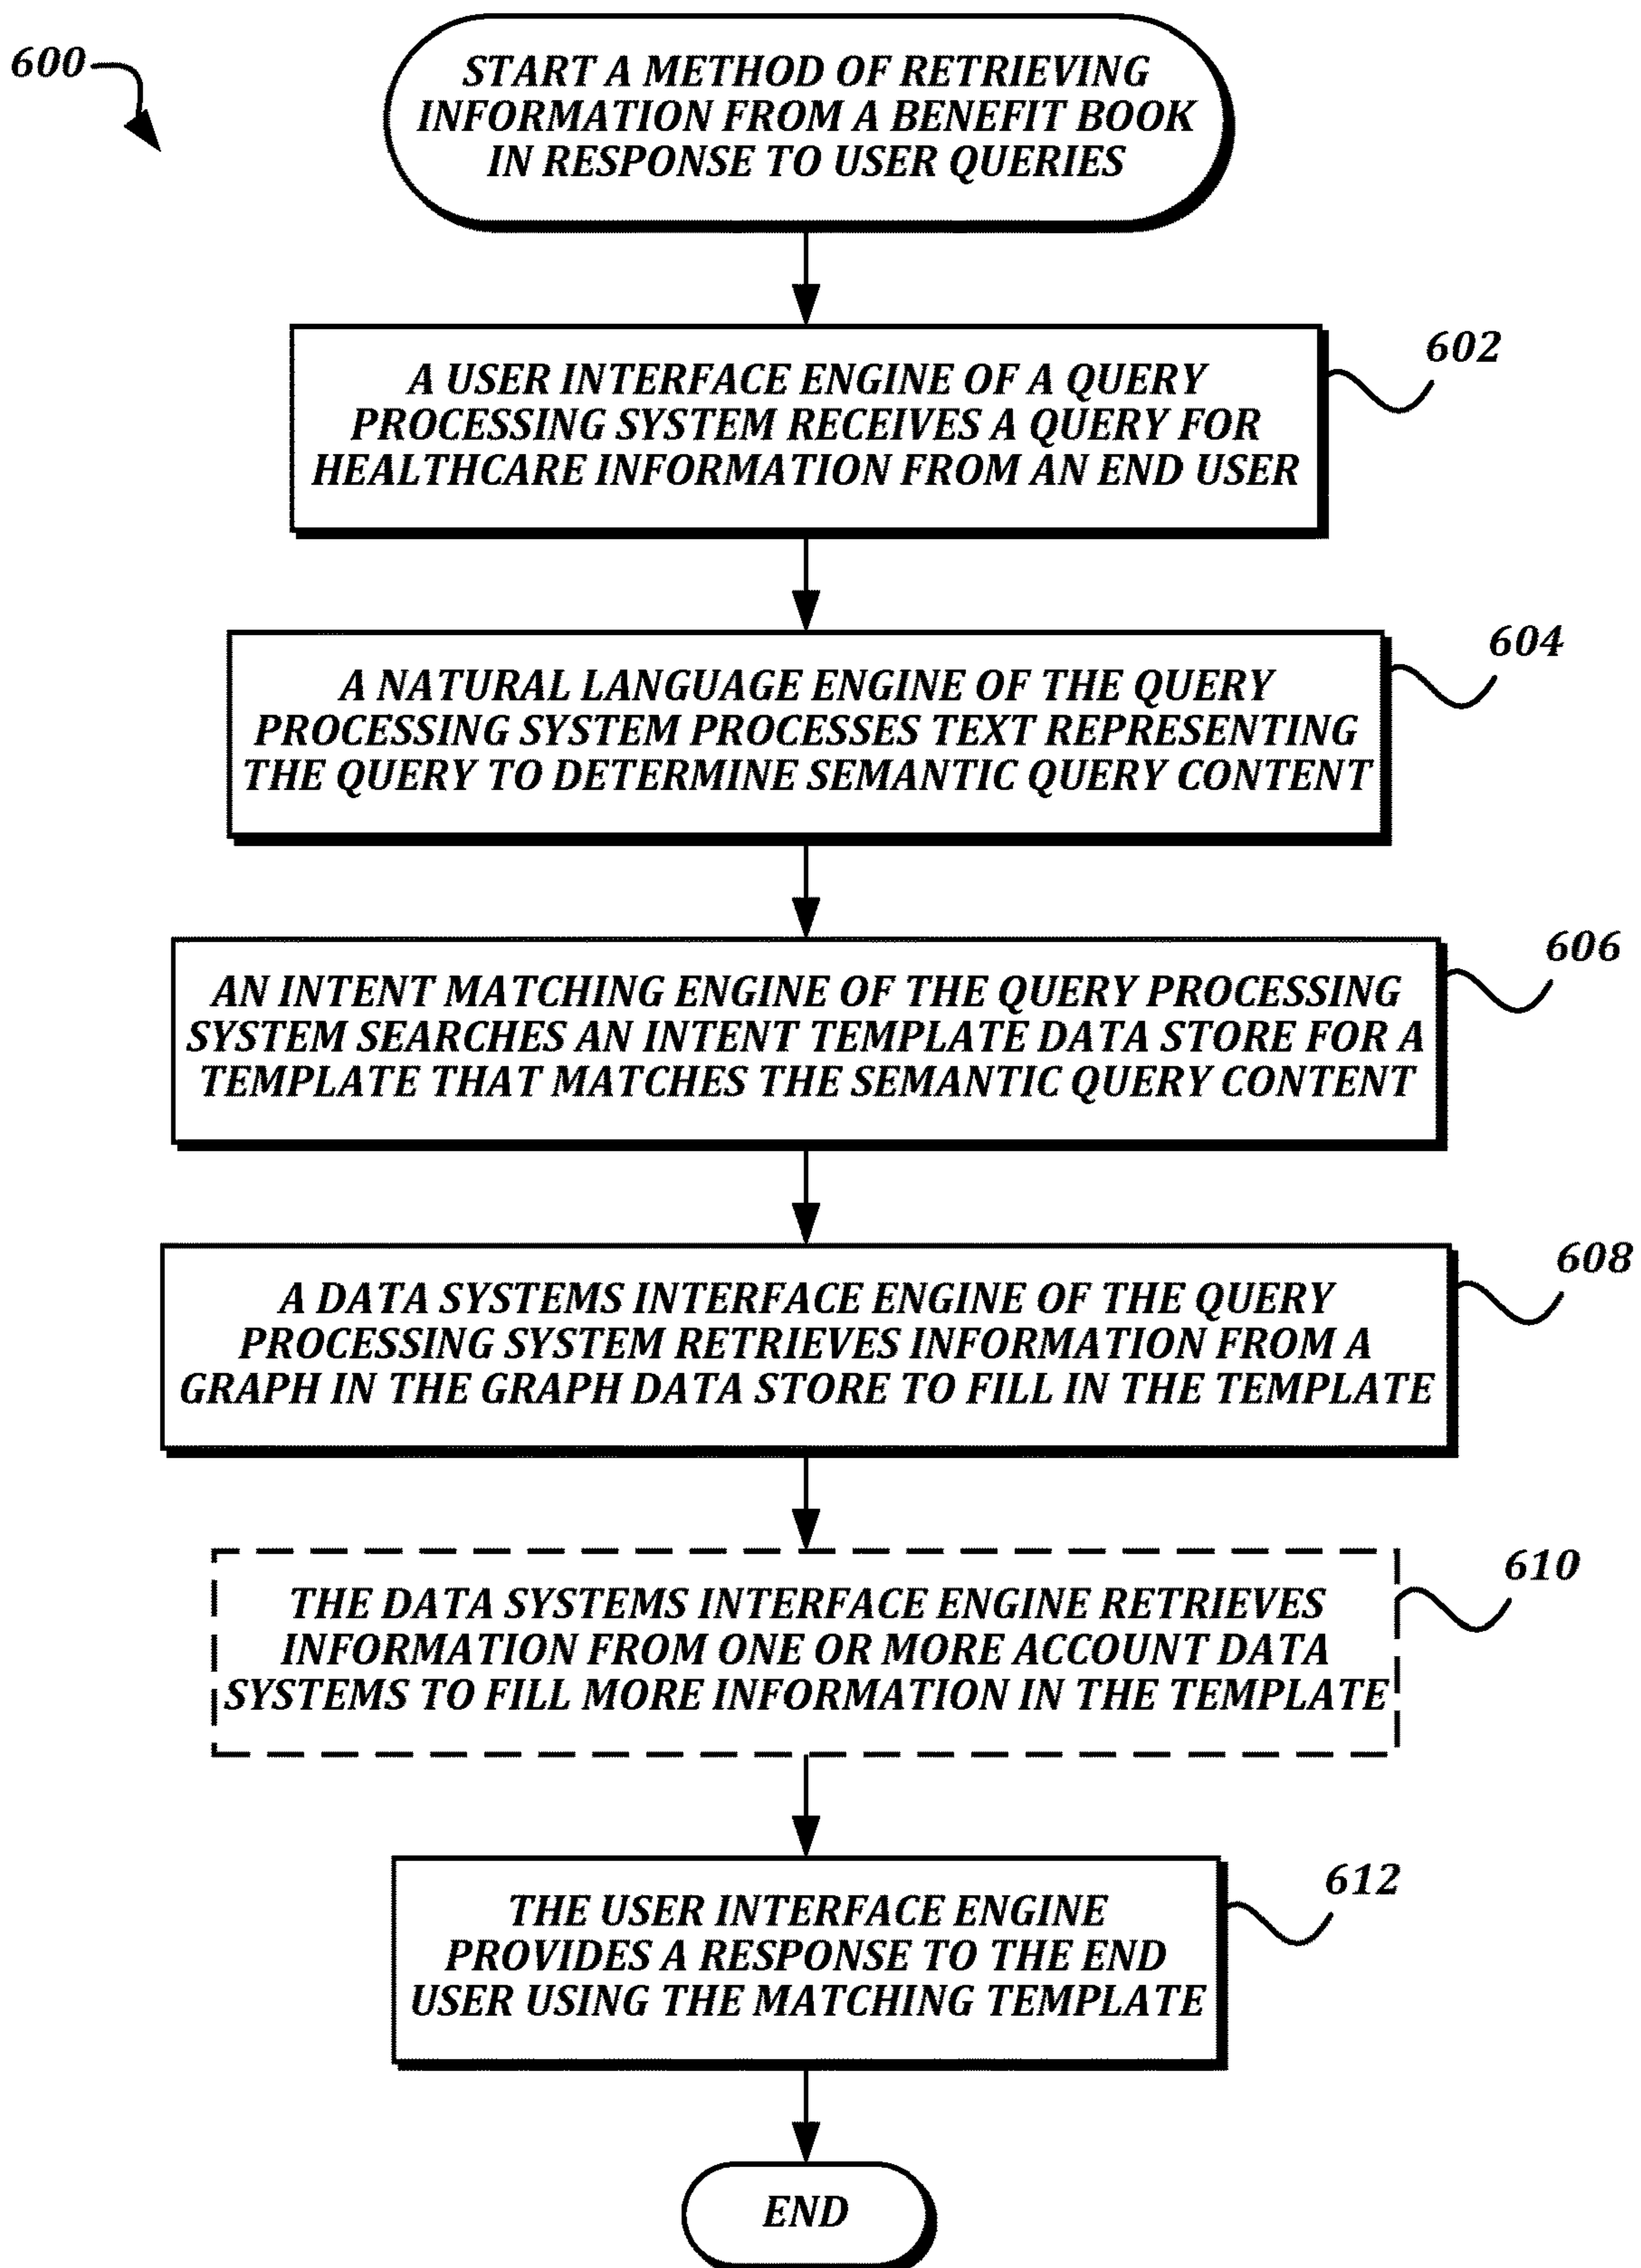 600
START A METHOD OF RETRIEVING
INFORMATION FROM A BENEFIT BOOK
IN RESPONSE TO USER QUERIES
602
A USER INTERFACE ENGINE OF A QUERY
PROCESSING SYSTEM RECEIVES A QUERY FOR
HEALTHCARE INFORMATION FROM AN END USER
604
A NATURAL LANGUAGE ENGINE OF THE QUERY
PROCESSING SYSTEM PROCESSES TEXT REPRESENTING
THE QUERY TO DETERMINE SEMANTIC QUERY CONTENT
606
AN INTENT MATCHING ENGINE OF THE QUERY PROCESSING
SYSTEM SEARCHES AN INTENT TEMPLATE DATA STORE FOR A
TEMPLATE THAT MATCHES THE SEMANTIC QUERY CONTENT
608
A DATA SYSTEMS INTERFACE ENGINE OF THE QUERY
PROCESSING SYSTEM RETRIEVES INFORMATION FROM A
GRAPH IN THE GRAPH DATA STORE TO FILL IN THE TEMPLATE
610
THE DATA SYSTEMS INTERFACE ENGINE RETRIEVES
INFORMATION FROM ONE OR MORE ACCOUNT DATA
SYSTEMS TO FILL MORE INFORMATION IN THE TEMPLATE
612
THE USER INTERFACE ENGINE
PROVIDES A RESPONSE TO THE END
USER USING THE MATCHING TEMPLATE
END